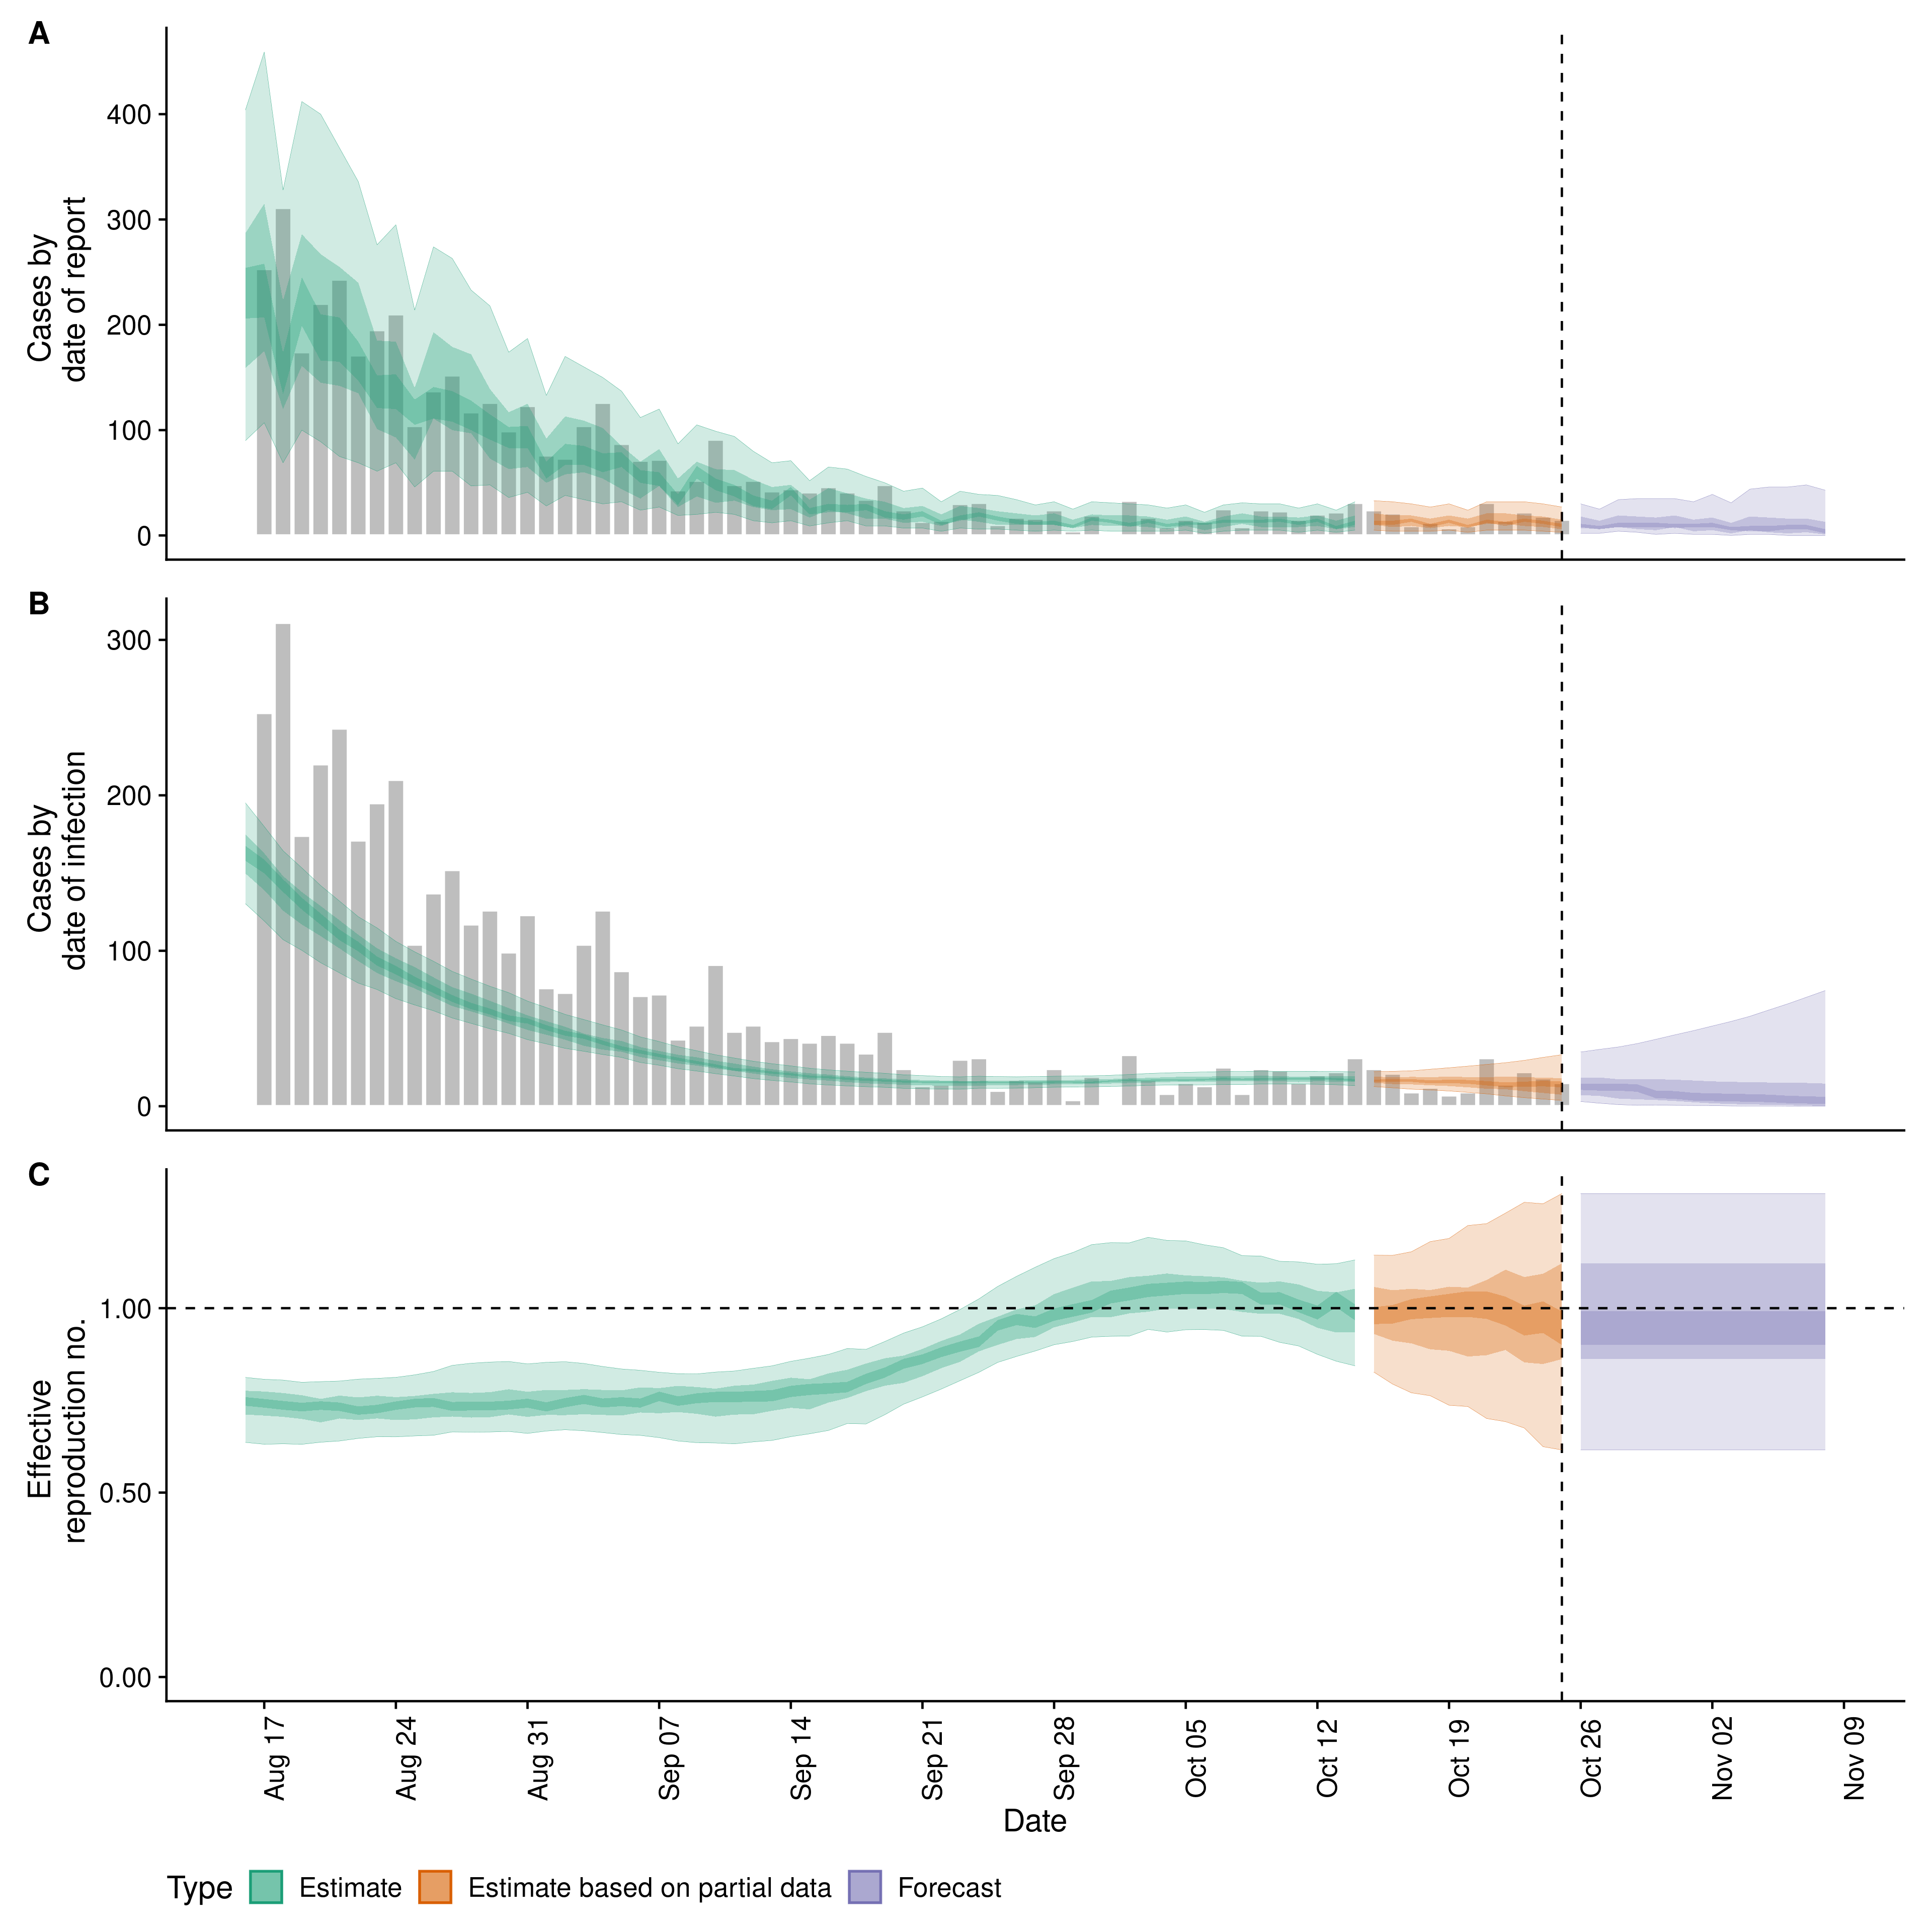 A
Cases by
date of report
400
300
200
100
0
B
Cases by
date of infection
300
200
100
0
C
Effective
reproduction no.
1.00
0.50
0.00
Aug 17
Aug 24
Aug 31
Sep 07
Sep 14
Sep 21
Sep 28
Oct 05
Oct 12
Oct 19
Oct 26
Nov 02
Nov 09
Date
Type
Estimate
Estimate based on partial data
Forecast